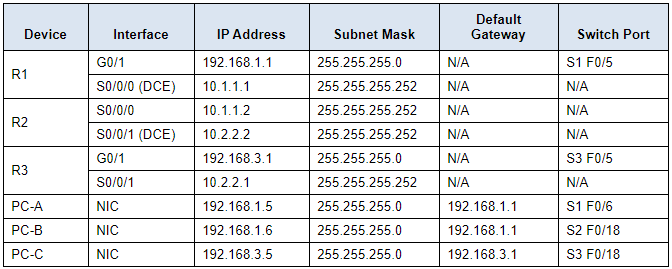 Device Interface IP Address Subnet Mask Default Gateway Switch Port
R1 G0/1 192.168.1.1 255.255.255.0 N/A S1 F0/5
S0/0/0 (DCE) 10.1.1.1 255.255.255.252 N/A N/A
R2 S0/0/0 10.1.1.2 255.255.255.252 N/A N/A
S0/0/1 (DCE) 10.2.2.2 255.255.255.252 N/A N/A
R3 G0/1 192.168.3.1 255.255.255.0 N/A S3 F0/5
S0/0/1 10.2.2.1 255.255.255.252 N/A N/A
PC-A NIC 192.168.1.5 255.255.255.0 192.168.1.1 S1 F0/6
PC-B NIC 192.168.1.6 255.255.255.0 192.168.1.1 S2 F0/18
PC-C NIC 192.168.3.5 255.255.255.0 192.168.3.1 S3 F0/18